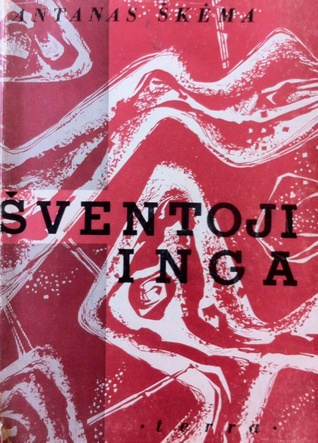 ANTANAS ŠKĖMA
ŠVENTOJI
INGA
·terra·